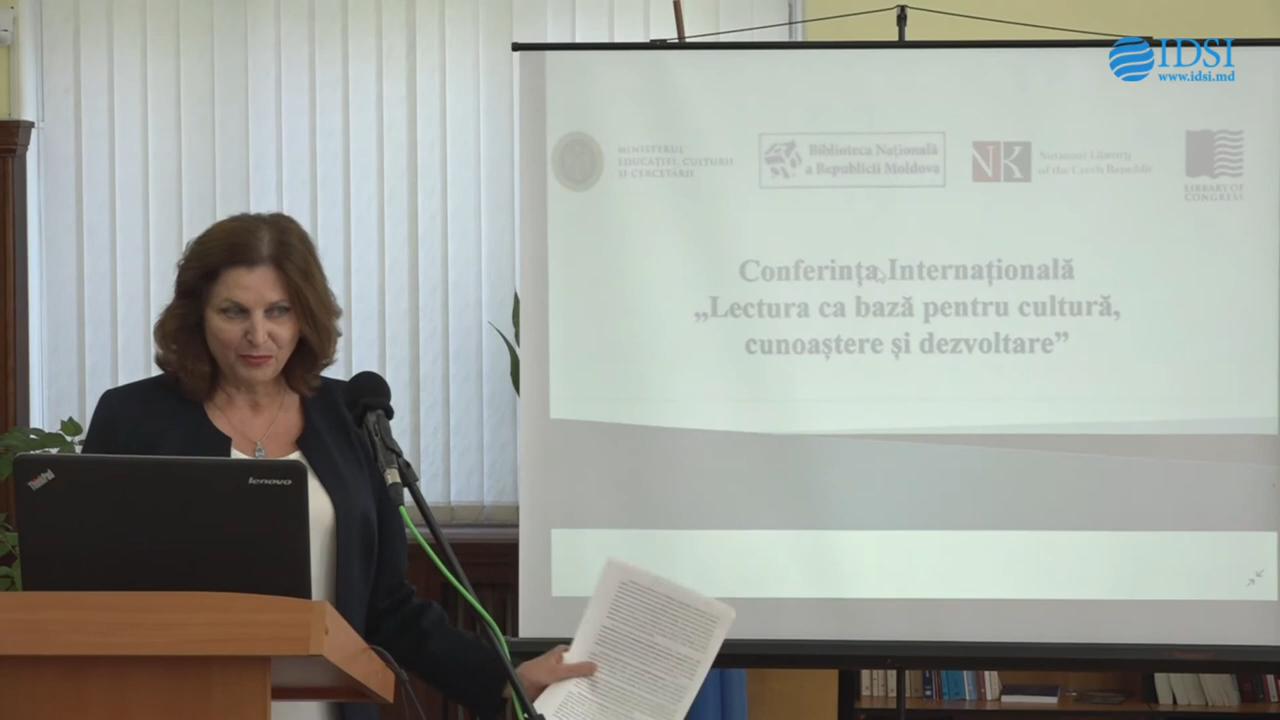 IDSI
www.idsi.md
MINISTERUL
EDUCAȚIEI, CULTURII
ȘI CERCETĂRII
Biblioteca Națională
a Republicii Moldova
NK
National Library
of the Czech Republic
LIBRARY OF
CONGRESS
Conferința Internațională
„Lectura ca bază pentru cultură,
cunoaștere și dezvoltare”
ThinkPad
lenovo